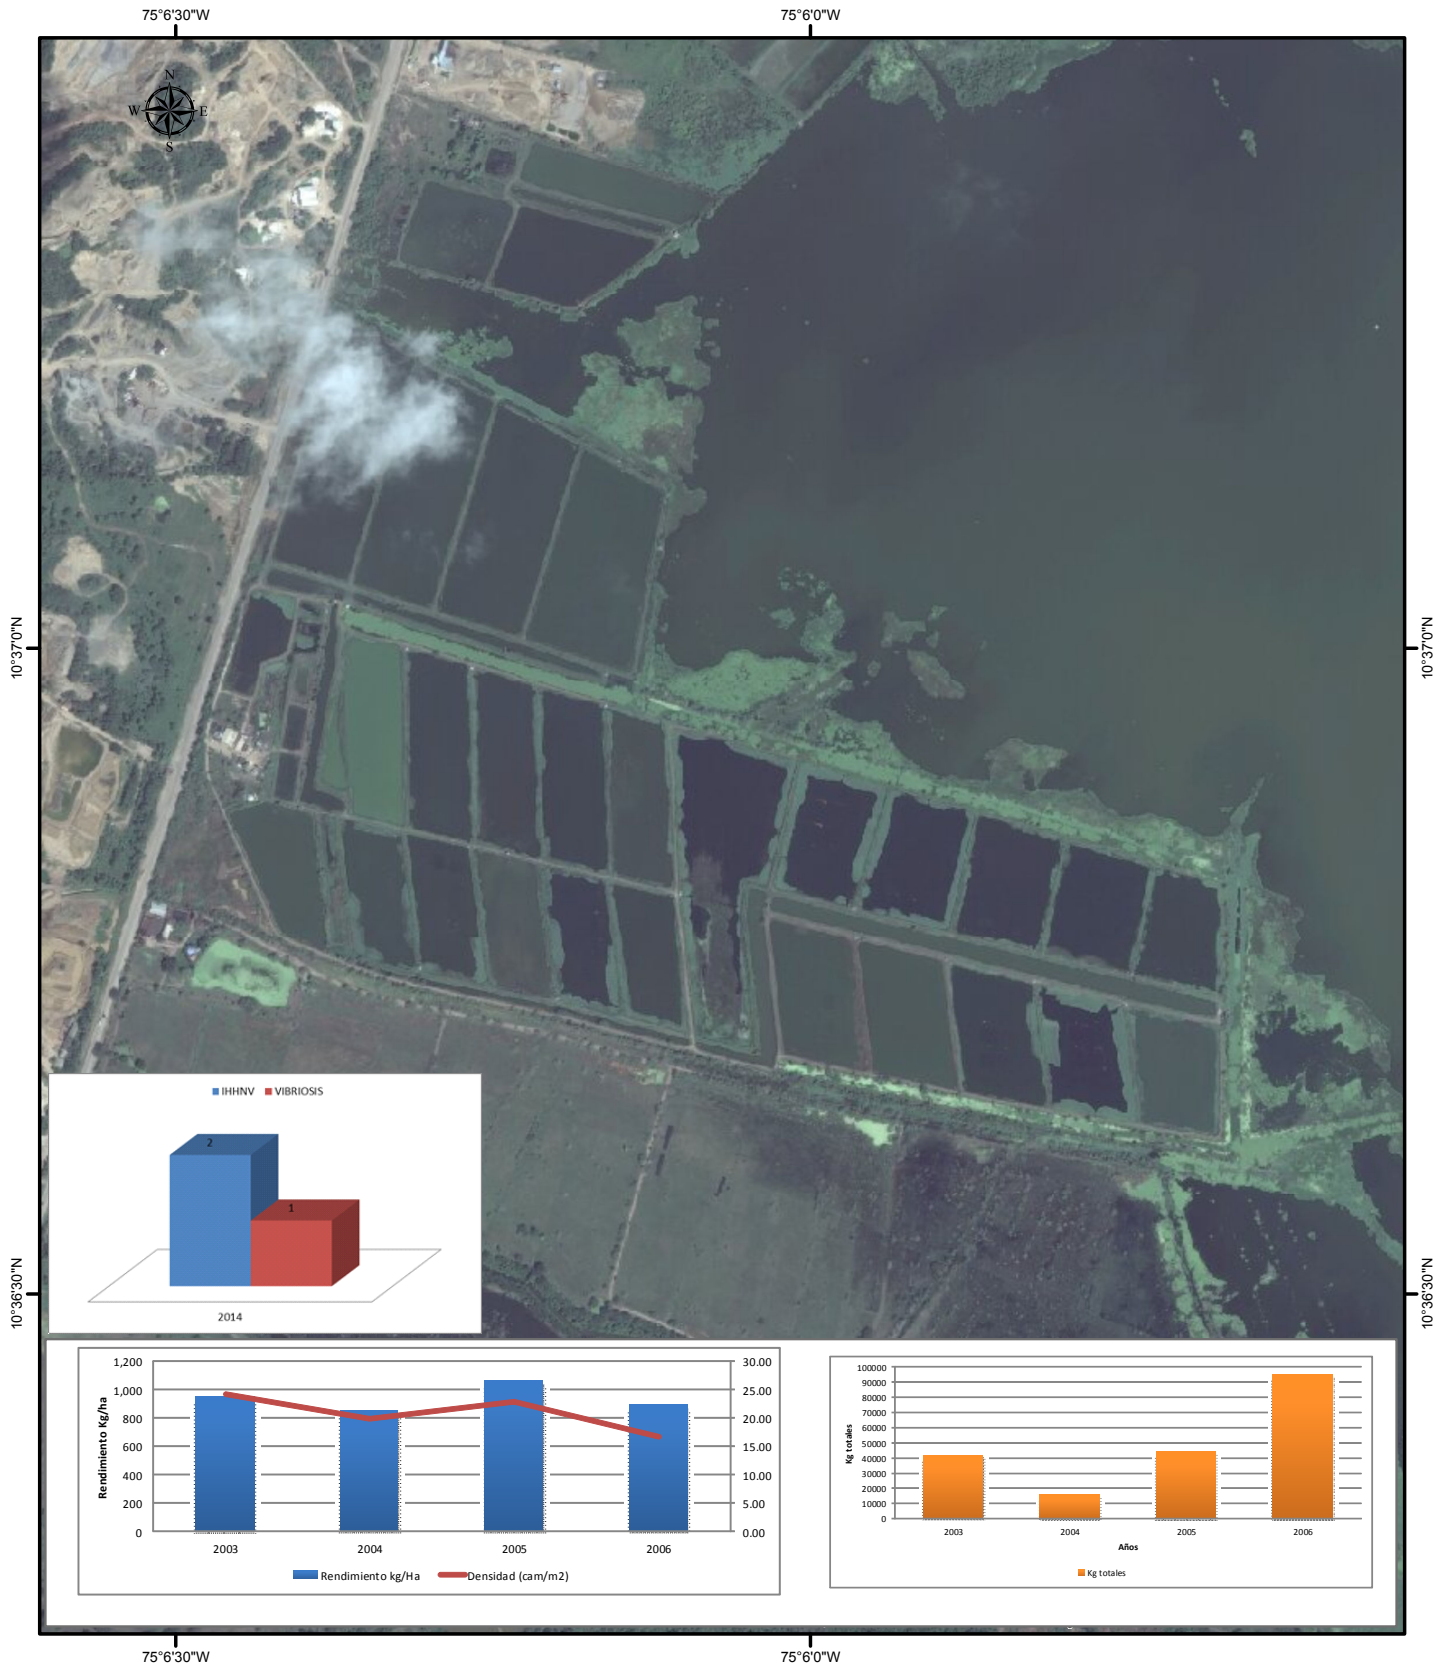 75°6'30"W 75°6'0"W
N
W E
S
10°37'0"N 10°37'0"N
IHHNV VIBRIOSIS
2
1
2014
10°36'30"N 10°36'30"N
Rendimiento Kg/ha
1,200 30.00
1,000 25.00
800 20.00
600 15.00
400 10.00
200 5.00
0 0.00
2003 2004 2005 2006
Rendimiento kg/Ha Densidad (cam/m2)
Kg totales
100000
90000
80000
70000
60000
50000
40000
30000
20000
10000
0
2003 2004 2005 2006
Años
Kg totales
75°6'30"W 75°6'0"W